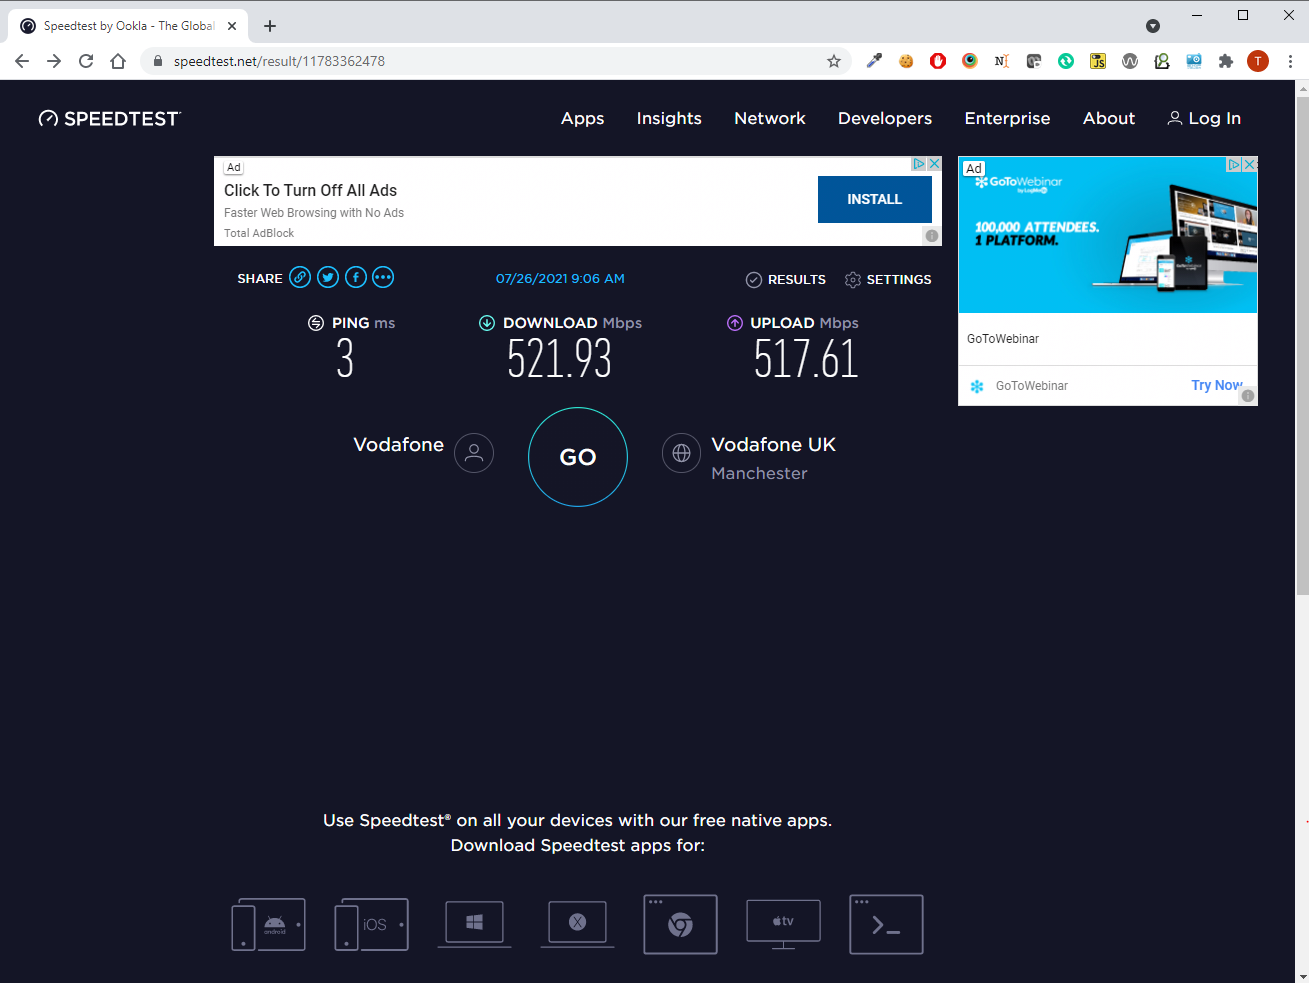 Speedtest by Ookla - The Global
speedtest.net/result/11783362478
T
SPEEDTEST
Apps Insights Network Developers Enterprise About Log In
Ad
Click To Turn Off All Ads
Faster Web Browsing with No Ads
Total AdBlock
INSTALL
Ad
GoToWebinar
by LogMeIn
100,000 ATTENDEES.
1 PLATFORM.
GoToWebinar
GoToWebinar
Try Now
SHARE
07/26/2021 9:06 AM
RESULTS SETTINGS
PING ms DOWNLOAD Mbps UPLOAD Mbps
3 521.93 517.61
Vodafone
GO
Vodafone UK
Manchester
Use Speedtest® on all your devices with our free native apps.
Download Speedtest apps for:
android
iOS
X
tv